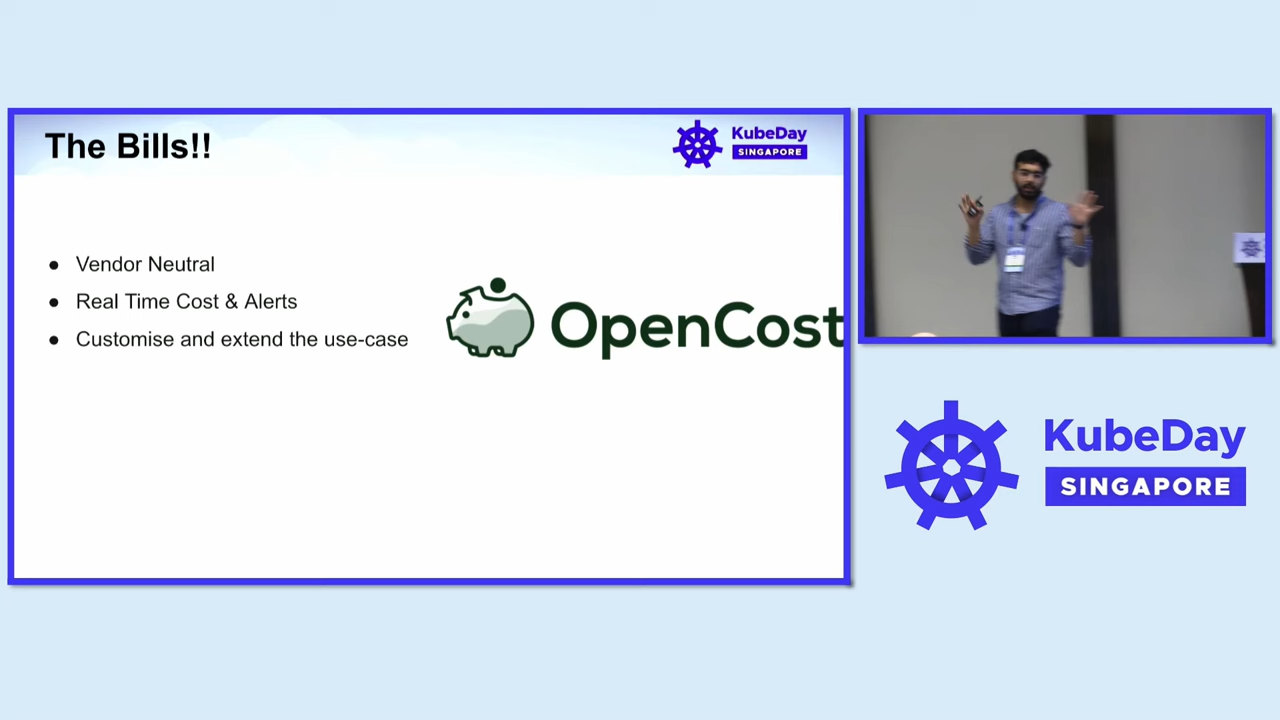 The Bills!!
KubeDay
SINGAPORE
● Vendor Neutral
● Real Time Cost & Alerts
● Customise and extend the use-case
OpenCost
KubeDay
SINGAPORE